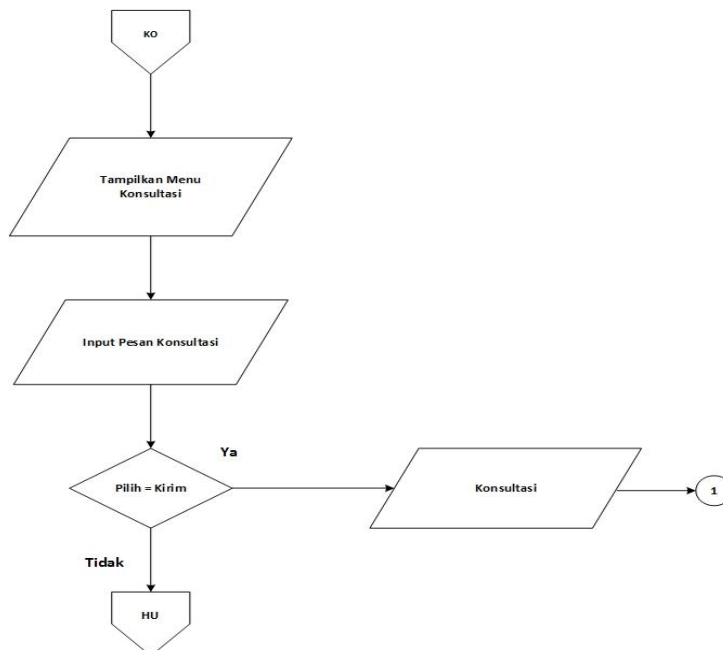 KO
Tampilkan Menu
Konsultasi
Input Pesan Konsultasi
Ya
Pilih = Kirim
Konsultasi
1
Tidak
HU